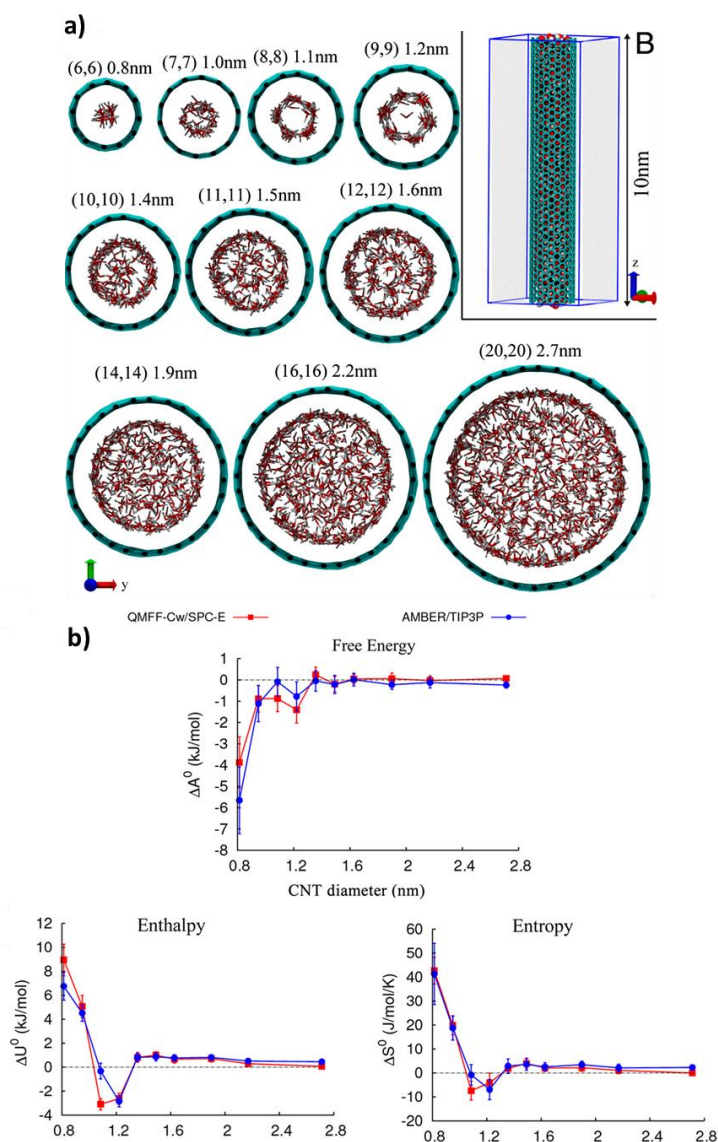 a)
(6,6) 0.8nm
(7,7) 1.0nm
(8,8) 1.1nm
(9,9) 1.2nm
B
10nm
z
(10,10) 1.4nm
(11,11) 1.5nm
(12,12) 1.6nm
(14,14) 1.9nm
(16,16) 2.2nm
(20,20) 2.7nm
y
QMFF-Cw/SPC-E
AMBER/TIP3P
b)
Free Energy
1
0
-1
-2
-3
-4
-5
-6
-7
-8
ΔA⁰ (kJ/mol)
0.8 1.2 1.6 2.0 2.4 2.8
CNT diameter (nm)
Enthalpy
12
10
8
6
4
2
0
-2
-4
ΔU⁰ (kJ/mol)
0.8 1.2 1.6 2.0 2.4 2.8
Entropy
60
50
40
30
20
10
0
-10
-20
ΔS⁰ (J/mol/K)
0.8 1.2 1.6 2.0 2.4 2.8